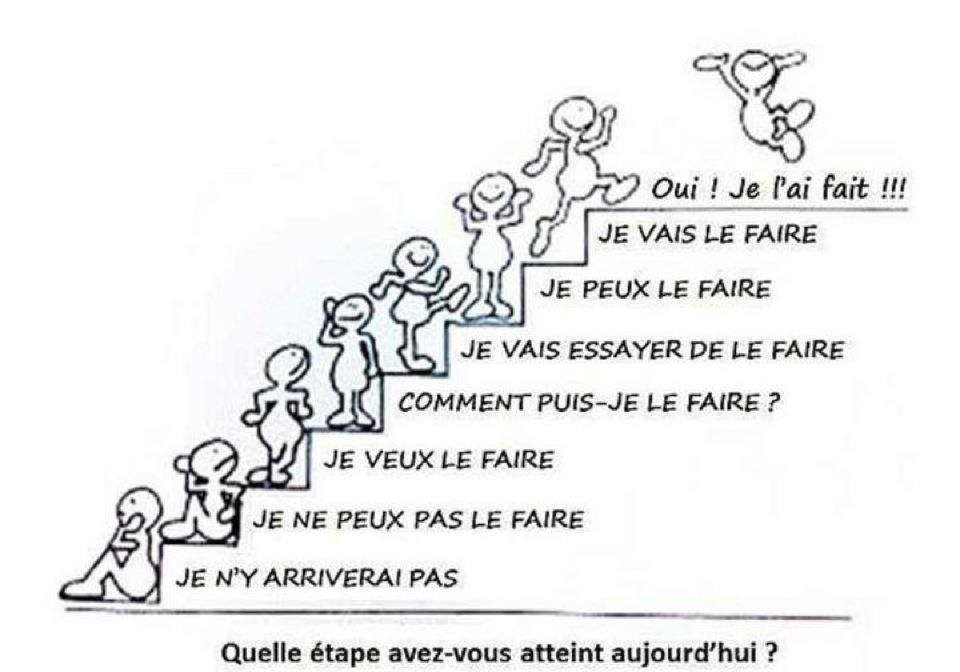 Oui ! Je l'ai fait !!!
JE VAIS LE FAIRE
JE PEUX LE FAIRE
JE VAIS ESSAYER DE LE FAIRE
COMMENT PUIS-JE LE FAIRE ?
JE VEUX LE FAIRE
JE NE PEUX PAS LE FAIRE
JE N'Y ARRIVERAI PAS
Quelle étape avez-vous atteint aujourd'hui ?